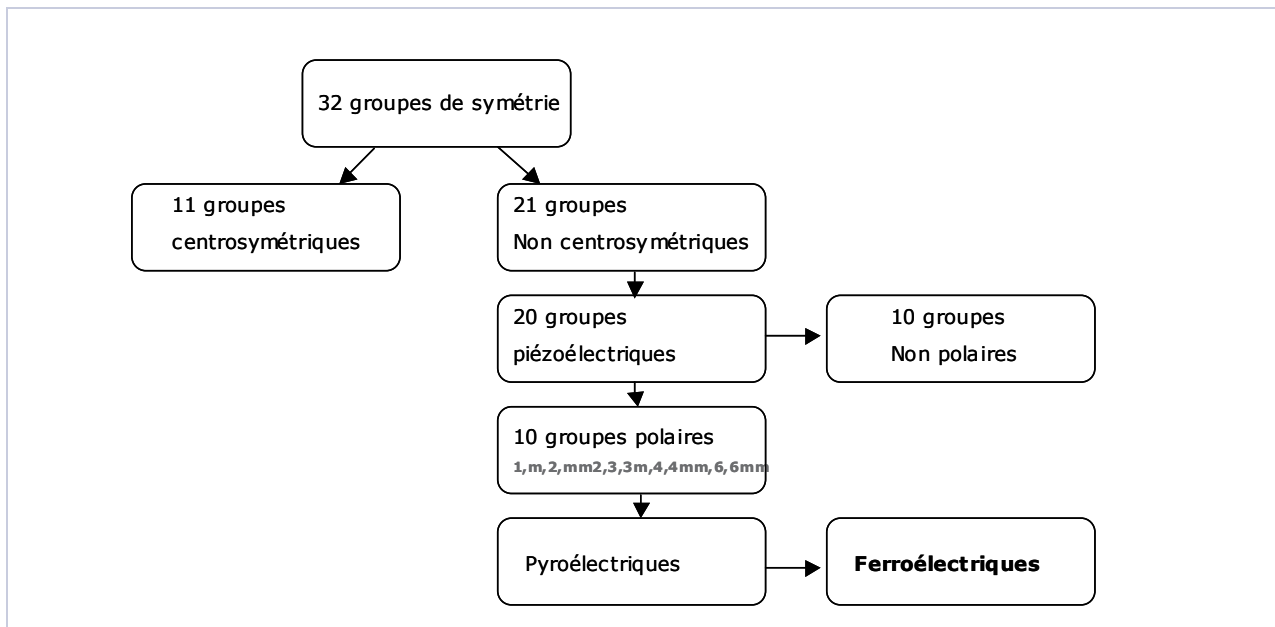 32 groupes de symétrie
11 groupes
centrosymétriques
21 groupes
Non centrosymétriques
20 groupes
piézoélectriques
10 groupes
Non polaires
10 groupes polaires
1,m,2,mm2,3,3m,4,4mm,6,6mm
Pyroélectriques
Ferroélectriques